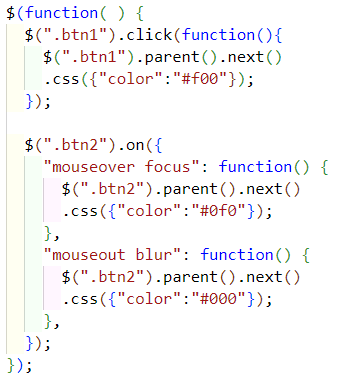 $(function( ) {
  $(".btn1").click(function(){
    $(".btn1").parent().next()
      .css({"color":"#f00"});
  });

  $(".btn2").on({
    "mouseover focus": function() {
      $(".btn2").parent().next()
      .css({"color":"#0f0"});
    },
    "mouseout blur": function() {
      $(".btn2").parent().next()
      .css({"color":"#000"});
    },
  });
});